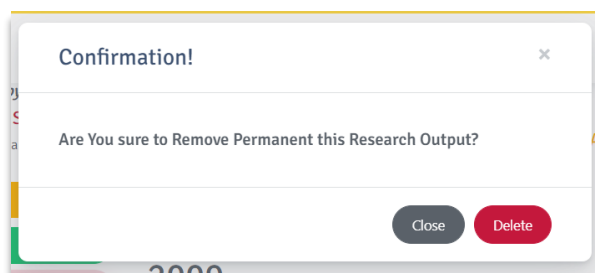 Confirmation!
×
Are You sure to Remove Permanent this Research Output?
Close Delete